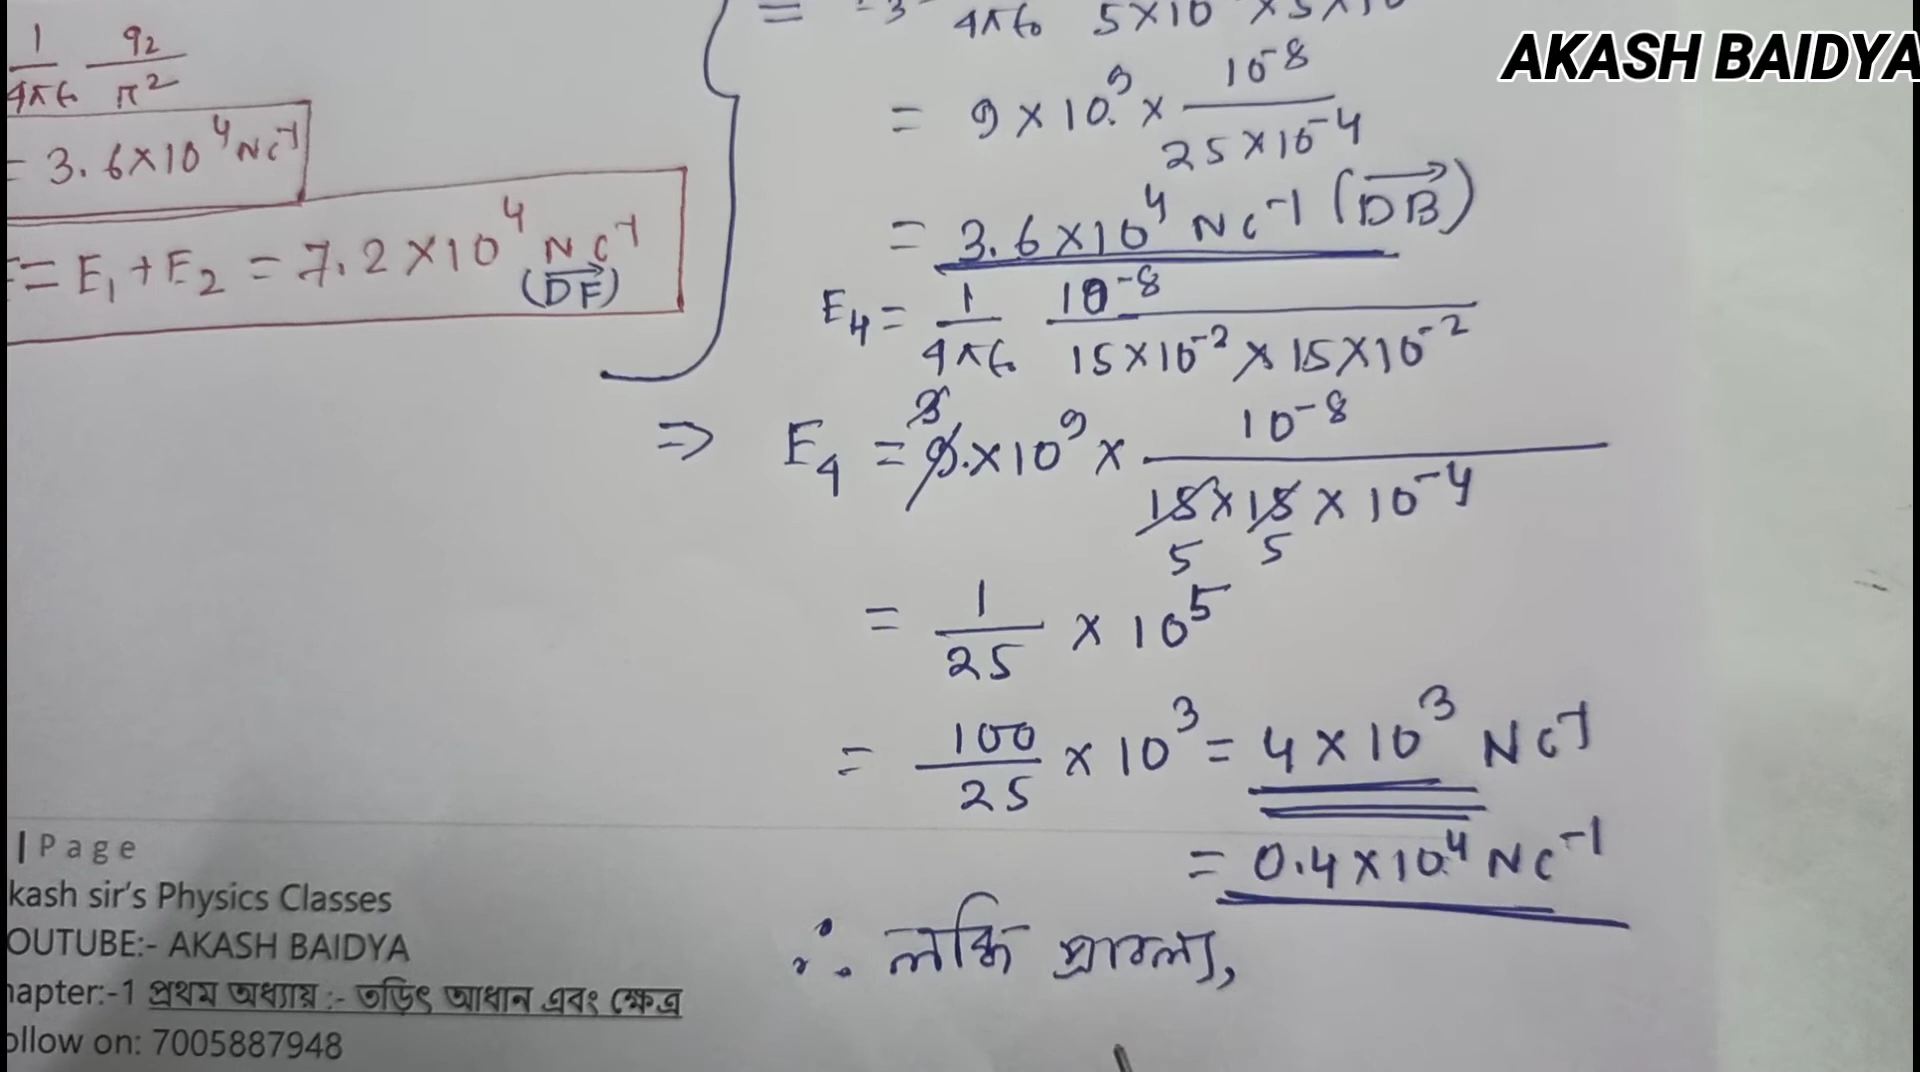 AKASH BAIDYA
1/4πϵ₀ q₂/π²
= 3.6×10⁴ NC⁻¹
= E₁ + E₂ = 7.2×10⁴ NC⁻¹
(DF)
= 9×10⁹ × 10⁻⁸/25×10⁻⁴
= 3.6×10⁴ NC⁻¹ (DB)
E₄ = 1/4πϵ₀ 10⁻⁸/15×10⁻²×15×10⁻²
⇒ E₄ = 9×10⁹ × 10⁻⁸/15×15×10⁻⁴
5 5
= 1/25 × 10⁵
= 100/25 × 10³ = 4×10³ NC⁻¹
= 0.4×10⁴ NC⁻¹
∴ লব্ধি প্রাবল্য,
| Page
kash sir's Physics Classes
OUTUBE:- AKASH BAIDYA
hapter:-1 প্রথম অধ্যায় :- তড়িৎ আধান এবং ক্ষেত্র
ollow on: 7005887948